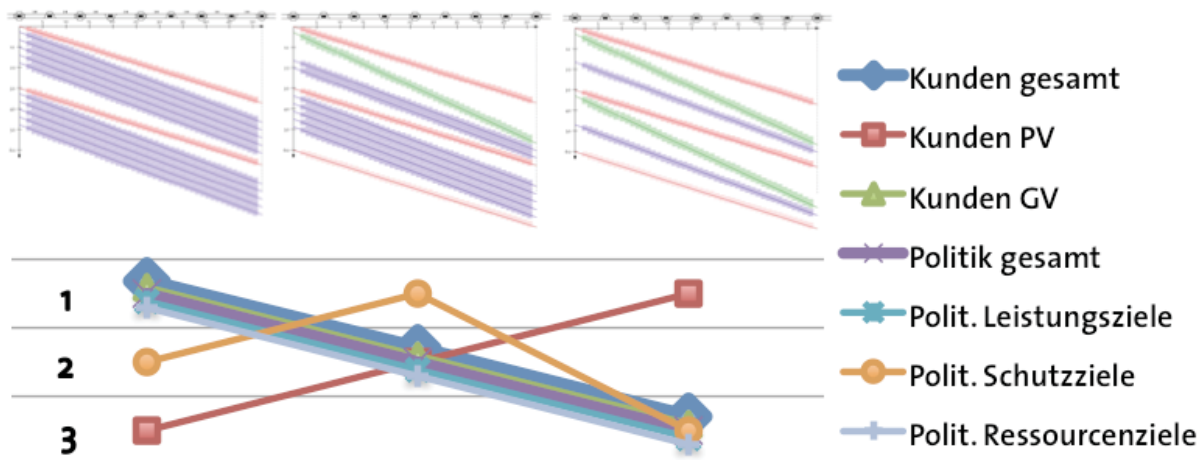 Kunden gesamt
Kunden PV
Kunden GV
Politik gesamt
Polit. Leistungsziele
Polit. Schutzziele
Polit. Ressourcenziele
1
2
3